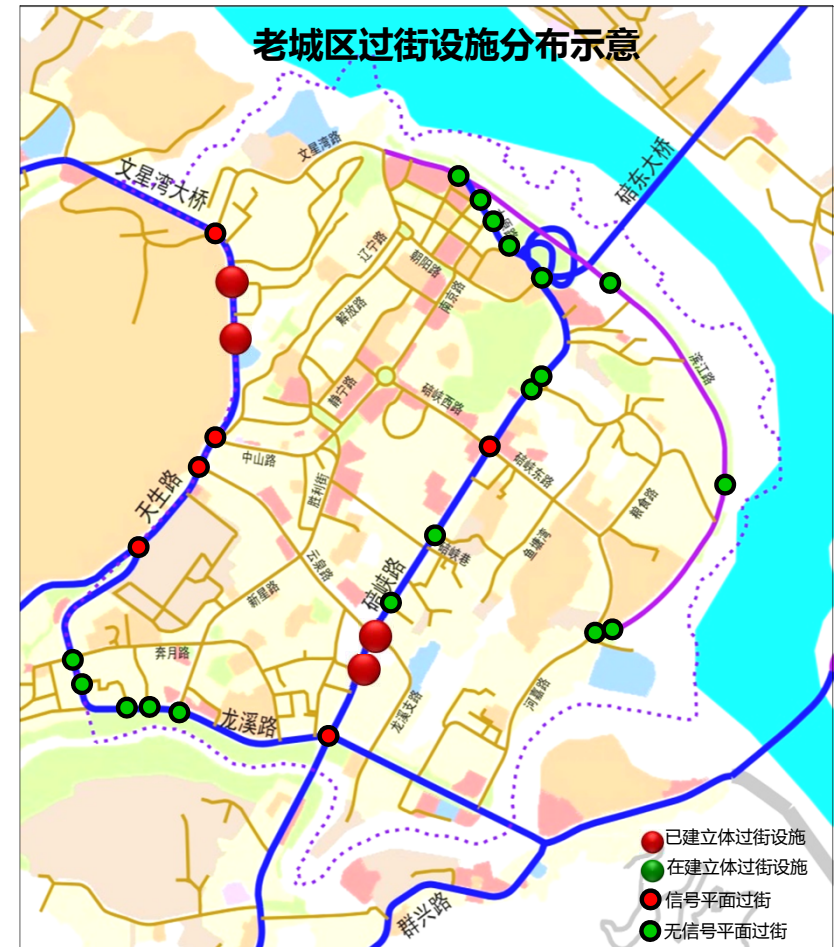 老城区过街设施分布示意
文星湾路
文星湾大桥
碚东大桥
辽宁路
朝阳路
南京路
解放路
滨江路
静宁路
碚峡西路
中山路
碚峡东路
胜利街
天生路
粮食路
鱼塘湾
碚峡巷
云泉路
碚峡路
新星路
奔月路
河嘉路
龙溪支路
龙溪路
已建立体过街设施
在建立体过街设施
信号平面过街
无信号平面过街
群兴路